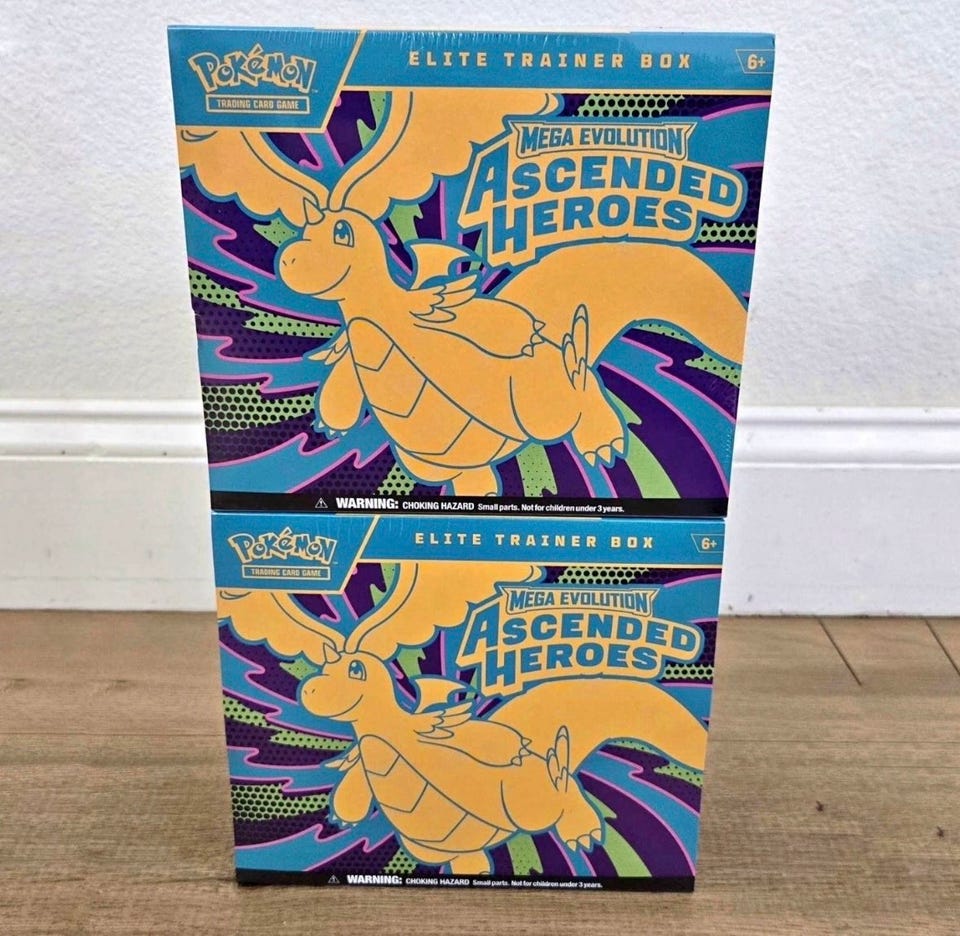 Pokémon
TRADING CARD GAME
ELITE TRAINER BOX
6+
MEGA EVOLUTION
ASCENDED
HEROES
WARNING: CHOKING HAZARD Small parts. Not for children under 3 years.
Pokémon
TRADING CARD GAME
ELITE TRAINER BOX
6+
MEGA EVOLUTION
ASCENDED
HEROES
WARNING: CHOKING HAZARD Small parts. Not for children under 3 years.